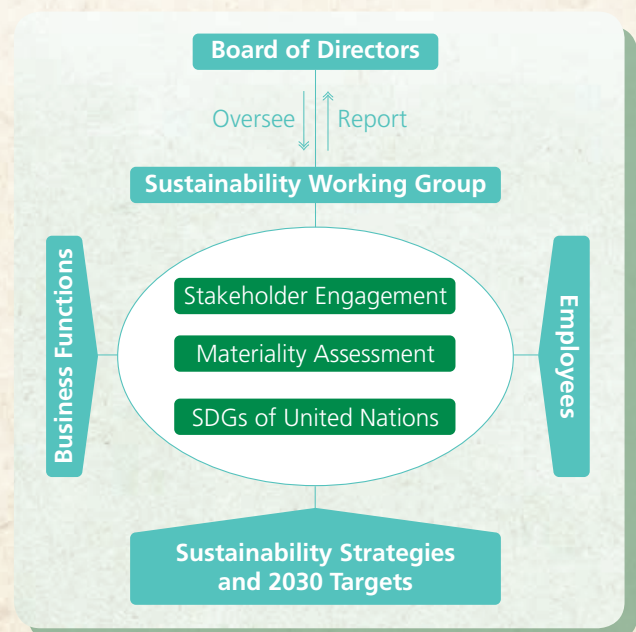 Board of Directors
Oversee
Report
Sustainability Working Group
Business Functions
Stakeholder Engagement
Materiality Assessment
SDGs of United Nations
Employees
Sustainability Strategies
and 2030 Targets